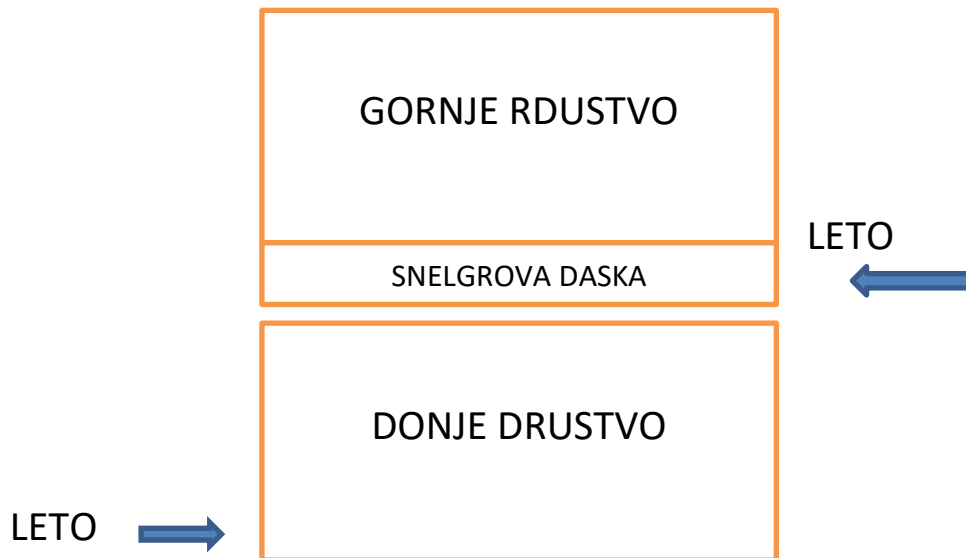 GORNJE RDUSTVO
LETO
SNELGROVA DASKA
DONJE DRUSTVO
LETO